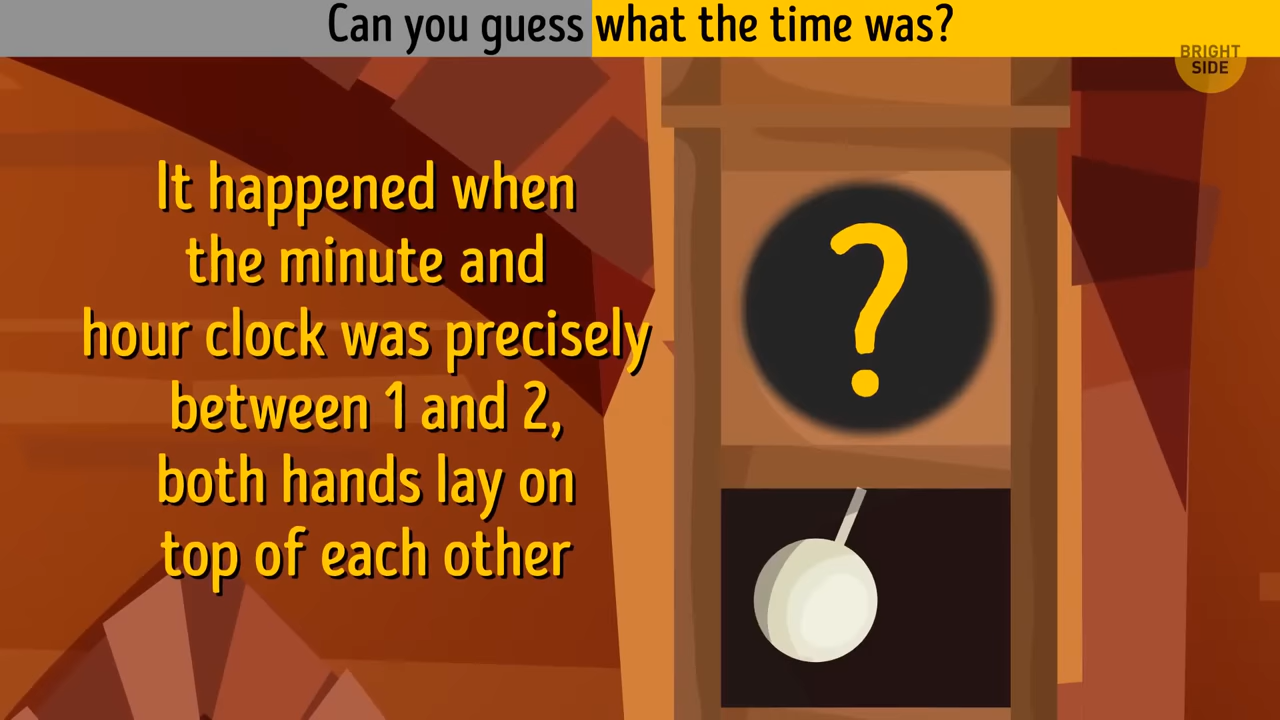 Can you guess what the time was?
BRIGHT
SIDE
It happened when
the minute and
hour clock was precisely
between 1 and 2,
both hands lay on
top of each other
?